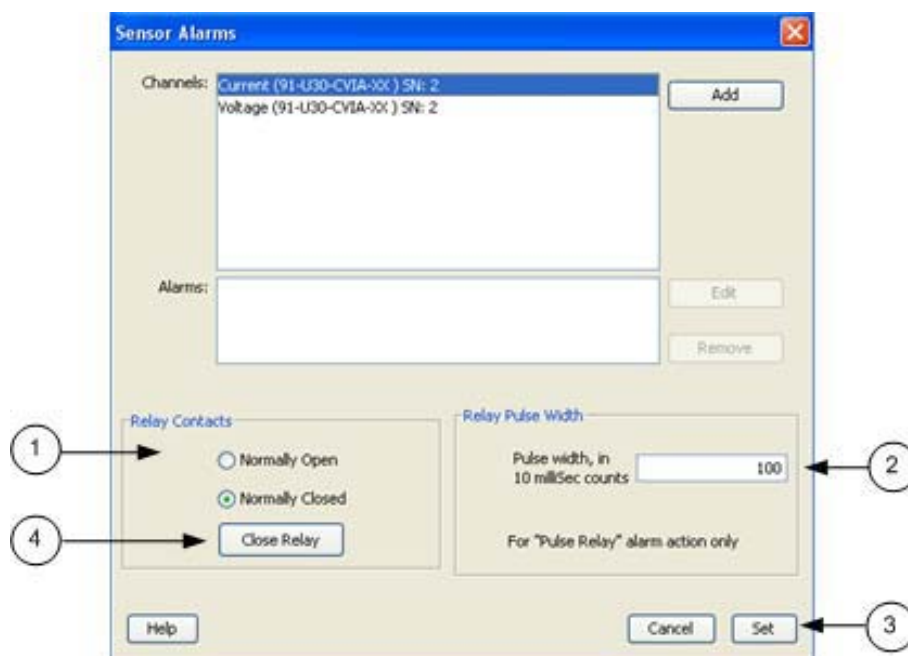 Sensor Alarms
Channels:
Current (91-U30-CVIA-XX ) SN: 2
Voltage (91-U30-CVIA-XX ) SN: 2
Add
Alarms:
Edit
Remove
Relay Contacts
Normally Open
Normally Closed
Close Relay
Relay Pulse Width
Pulse width, in
10 milliSec counts
100
For "Pulse Relay" alarm action only
Help
Cancel
Set
1
2
4
3